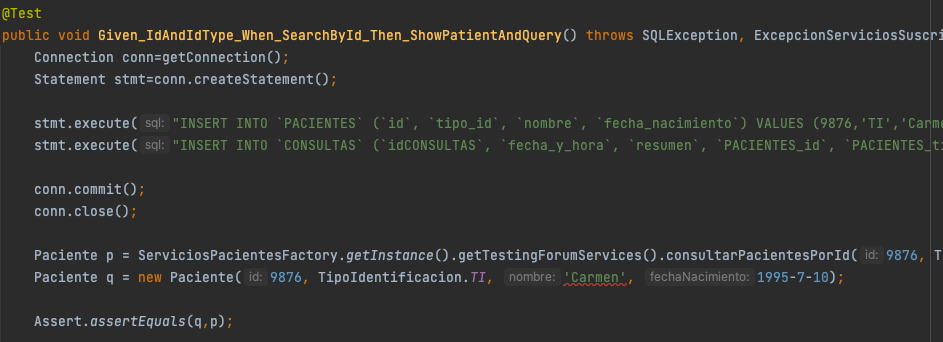 @Test
public void Given_IdAndIdType_When_SearchById_Then_ShowPatientAndQuery() throws SQLException, ExcepcionServiciosSuscri
Connection conn=getConnection();
Statement stmt=conn.createStatement();
stmt.execute( sql: "INSERT INTO `PACIENTES` (`id`, `tipo_id`, `nombre`, `fecha_nacimiento`) VALUES (9876,'TI','Carme
stmt.execute( sql: "INSERT INTO `CONSULTAS` (`idCONSULTAS`, `fecha_y_hora`, `resumen`, `PACIENTES_id`, `PACIENTES_ti
conn.commit();
conn.close();
Paciente p = ServiciosPacientesFactory.getInstance().getTestingForumServices().consultarPacientesPorId( id: 9876, T
Paciente q = new Paciente( id: 9876, TipoIdentificacion.TI, nombre: 'Carmen', fechaNacimiento: 1995-7-10);
Assert.assertEquals(q,p);